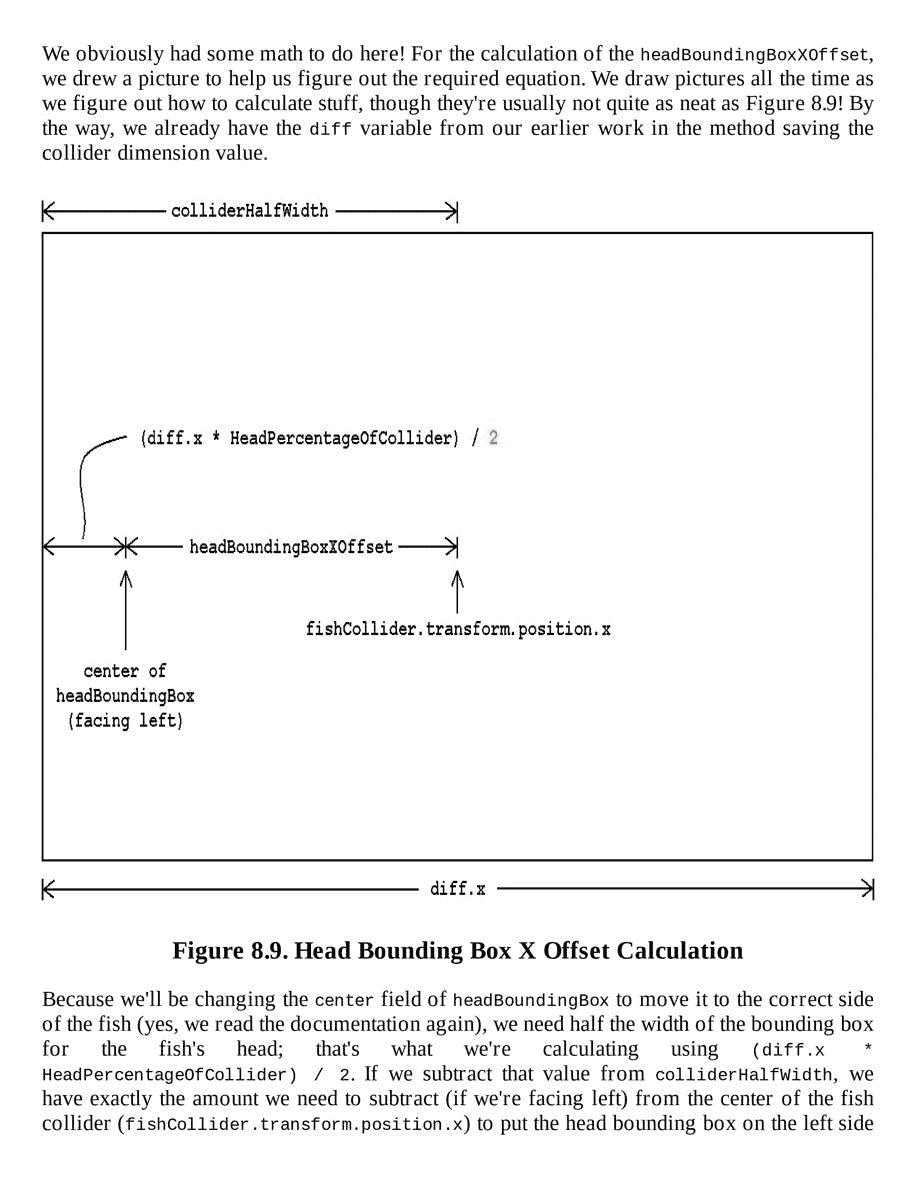 We obviously had some math to do here! For the calculation of the headBoundingBoxXOffset,
we drew a picture to help us figure out the required equation. We draw pictures all the time as
we figure out how to calculate stuff, though they're usually not quite as neat as Figure 8.9! By
the way, we already have the diff variable from our earlier work in the method saving the
collider dimension value.
colliderHalfWidth
(diff.x * HeadPercentageOfCollider) / 2
headBoundingBoxXOffset
fishCollider.transform.position.x
center of
headBoundingBox
(facing left)
diff.x
Figure 8.9. Head Bounding Box X Offset Calculation
Because we'll be changing the center field of headBoundingBox to move it to the correct side
of the fish (yes, we read the documentation again), we need half the width of the bounding box
for the fish's head; that's what we're calculating using (diff.x *
HeadPercentageOfCollider) / 2. If we subtract that value from colliderHalfWidth, we
have exactly the amount we need to subtract (if we're facing left) from the center of the fish
collider (fishCollider.transform.position.x) to put the head bounding box on the left side